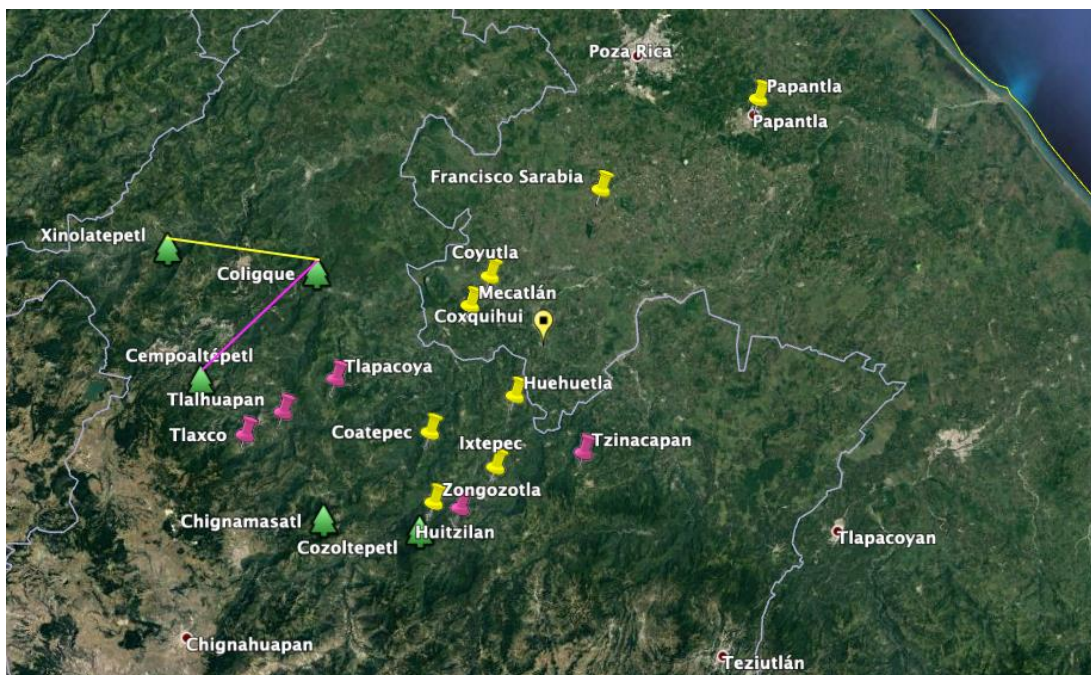 Poza Rica
Papantla
Papantla
Francisco Sarabia
Xinolatepetl
Coyutla
Coligque
Mecatlán
Coxquihui
Cempoaltépetl
Tlapacoya
Huehuetla
Tlalhuapan
Tlaxco
Coatepec
Ixtepec
Tzinacapan
Zongozotla
Chignamasatl
Huitzilan
Cozoltepetl
Tlapacoyan
Chignahuapan
Teziutlán